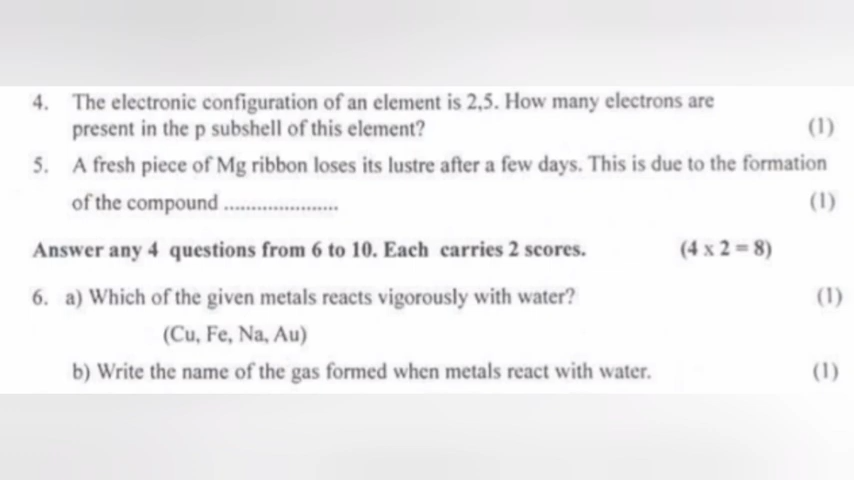 4. The electronic configuration of an element is 2,5. How many electrons are
present in the p subshell of this element? (1)
5. A fresh piece of Mg ribbon loses its lustre after a few days. This is due to the formation
of the compound ..................... (1)
Answer any 4 questions from 6 to 10. Each carries 2 scores. (4 x 2 = 8)
6. a) Which of the given metals reacts vigorously with water? (1)
(Cu, Fe, Na, Au)
b) Write the name of the gas formed when metals react with water. (1)